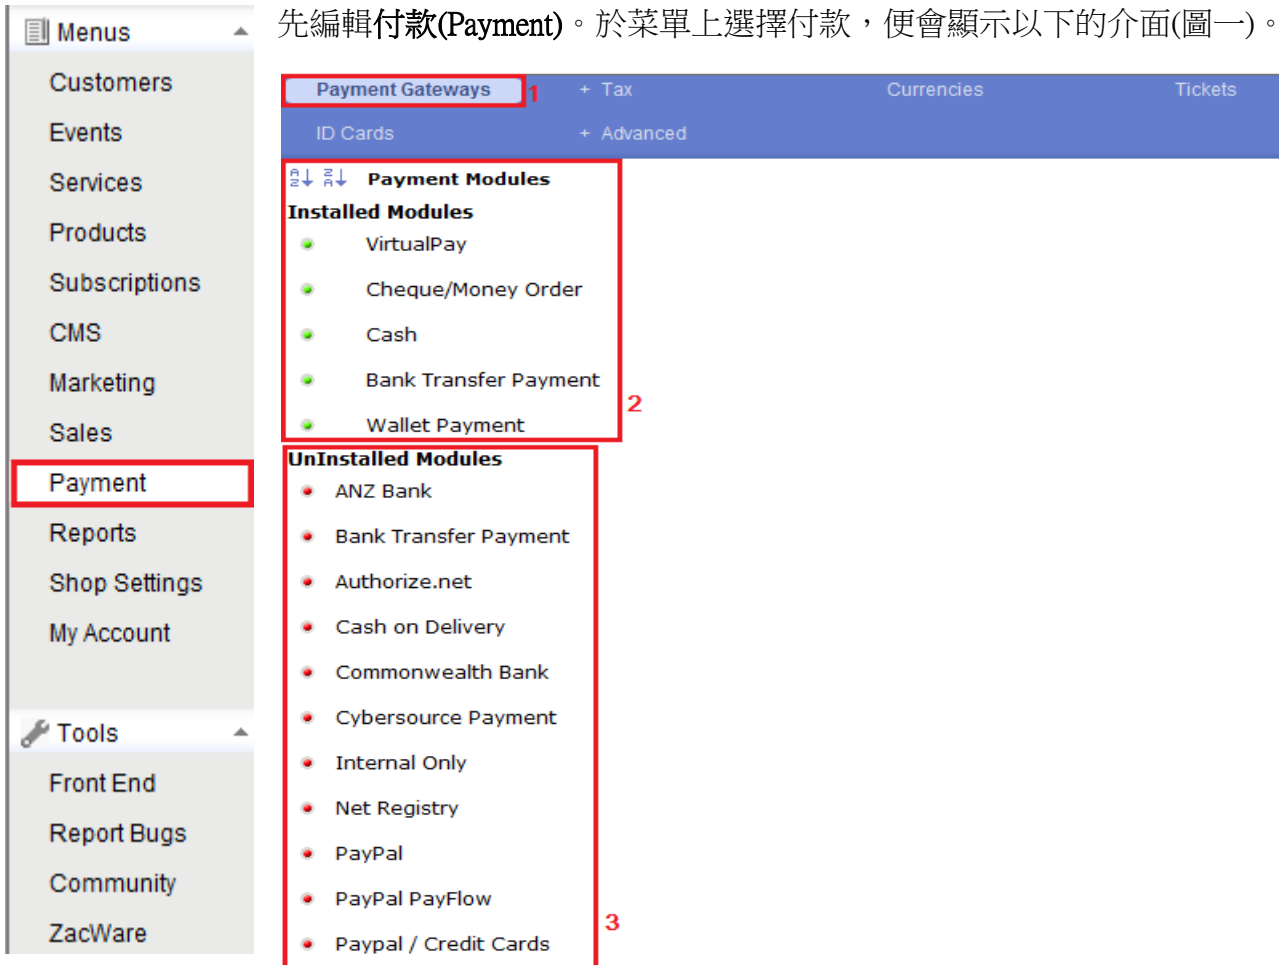 Menus
Customers
Events
Services
Products
Subscriptions
CMS
Marketing
Sales
Payment
Reports
Shop Settings
My Account
Tools
Front End
Report Bugs
Community
ZacWare
先編輯付款(Payment)。於菜單上選擇付款，便會顯示以下的介面(圖一)。
Payment Gateways 1 + Tax Currencies Tickets
ID Cards + Advanced
Payment Modules
Installed Modules
VirtualPay
Cheque/Money Order
Cash
Bank Transfer Payment
2
Wallet Payment
UnInstalled Modules
ANZ Bank
Bank Transfer Payment
Authorize.net
Cash on Delivery
Commonwealth Bank
Cybersource Payment
Internal Only
Net Registry
PayPal
PayPal PayFlow
3
Paypal / Credit Cards